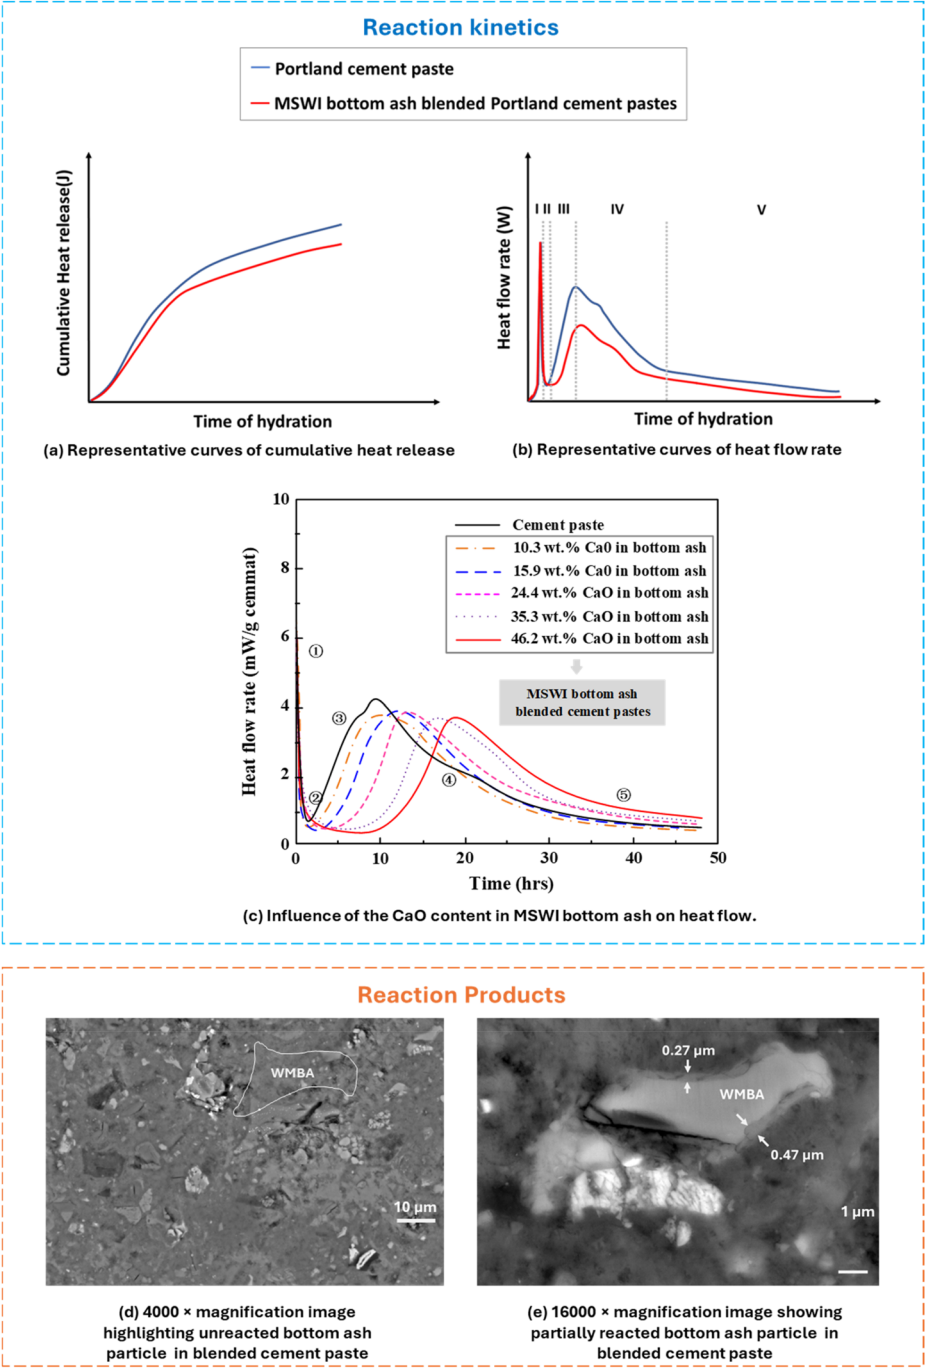 Reaction kinetics
Portland cement paste
MSWI bottom ash blended Portland cement pastes
Cumulative Heat release(J)
Time of hydration
(a) Representative curves of cumulative heat release
Heat flow rate (W)
I II III IV V
Time of hydration
(b) Representative curves of heat flow rate
Heat flow rate (mW/g cemmat)
10
8
6
4
2
0
Cement paste
10.3 wt.% Ca0 in bottom ash
15.9 wt.% Ca0 in bottom ash
24.4 wt.% CaO in bottom ash
35.3 wt.% CaO in bottom ash
46.2 wt.% CaO in bottom ash
MSWI bottom ash
blended cement pastes
①
②
③
④
⑤
0 10 20 30 40 50
Time (hrs)
(c) Influence of the CaO content in MSWI bottom ash on heat flow.
Reaction Products
WMBA
10 μm
0.27 μm
WMBA
0.47 μm
1 μm
(d) 4000 × magnification image
highlighting unreacted bottom ash
particle in blended cement paste
(e) 16000 × magnification image showing
partially reacted bottom ash particle in
blended cement paste